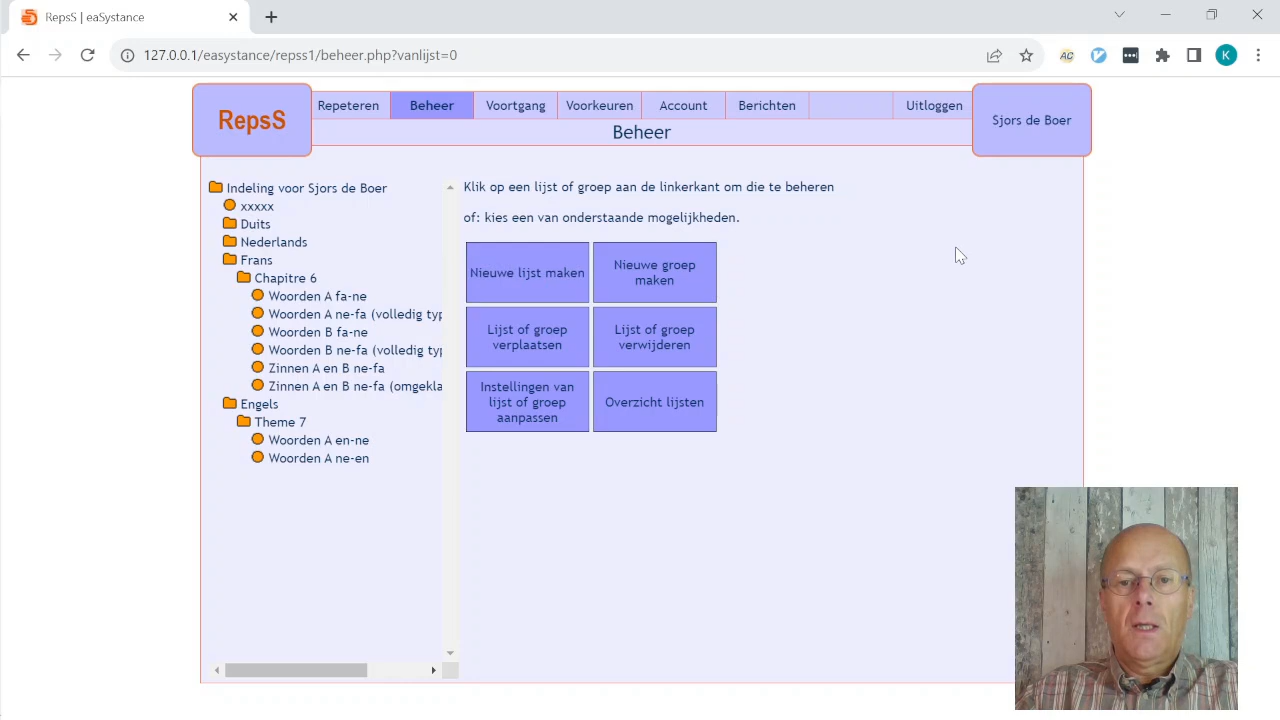 RepsS | eaSystance
127.0.0.1/easystance/repss1/beheer.php?vanlijst=0
AC
K
RepsS
Repeteren
Beheer
Voortgang
Voorkeuren
Account
Berichten
Uitloggen
Sjors de Boer
Beheer
Indeling voor Sjors de Boer
xxxxx
Duits
Nederlands
Frans
Chapitre 6
Woorden A fa-ne
Woorden A ne-fa (volledig typ
Woorden B fa-ne
Woorden B ne-fa (volledig typ
Zinnen A en B ne-fa
Zinnen A en B ne-fa (omgekla
Engels
Theme 7
Woorden A en-ne
Woorden A ne-en
Klik op een lijst of groep aan de linkerkant om die te beheren
of: kies een van onderstaande mogelijkheden.
Nieuwe lijst maken
Nieuwe groep
maken
Lijst of groep
verplaatsen
Lijst of groep
verwijderen
Instellingen van
lijst of groep
aanpassen
Overzicht lijsten